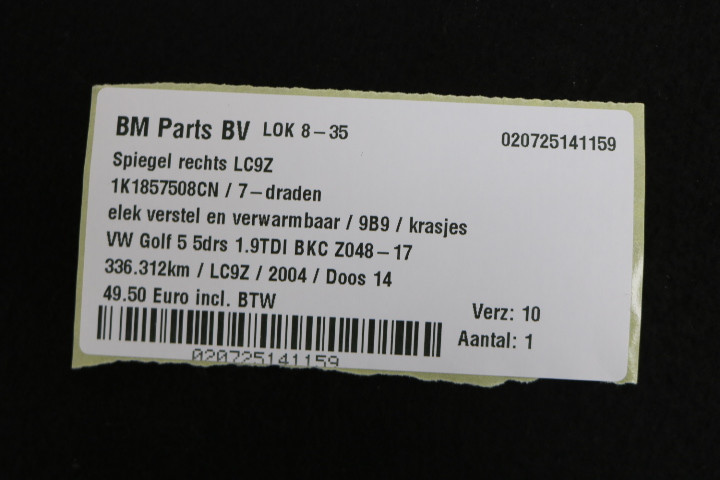 BM Parts BV LOK 8-35 020725141159
Spiegel rechts LC9Z
1K1857508CN / 7-draden
elek verstel en verwarmbaar / 9B9 / krasjes
VW Golf 5 5drs 1.9TDI BKC Z048-17
336.312km / LC9Z / 2004 / Doos 14
49.50 Euro incl. BTW
Verz: 10
Aantal: 1
020725141159